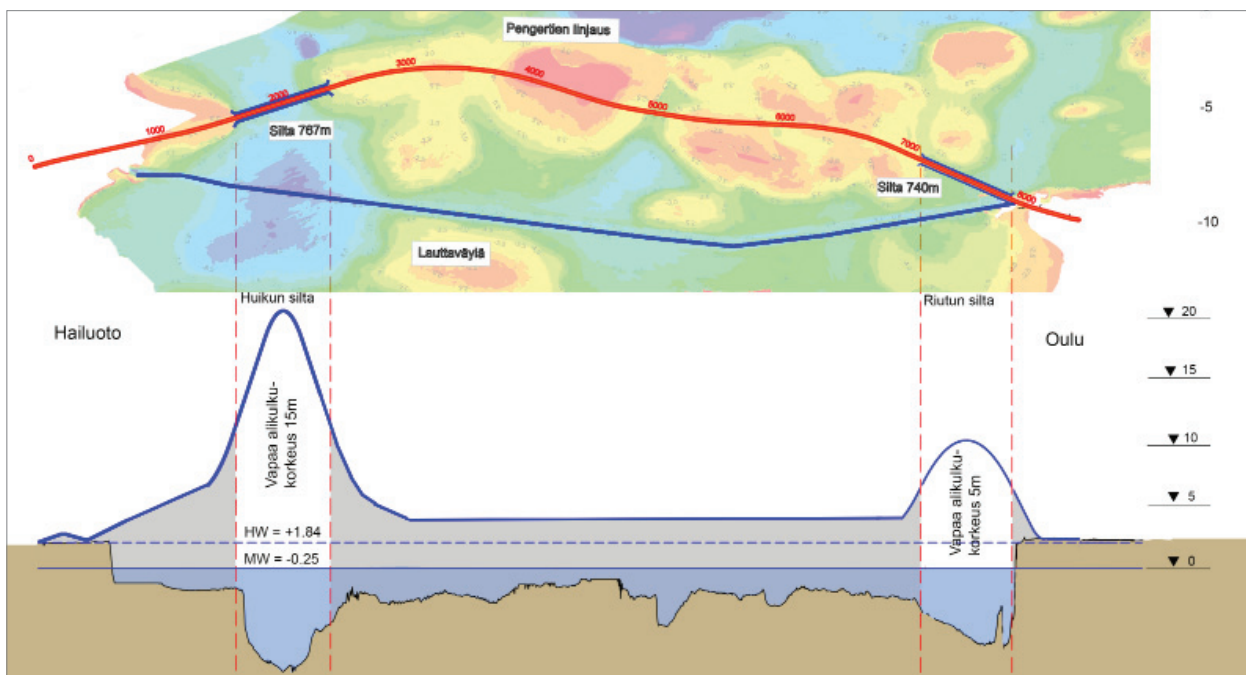 Pengertien linjaus
0
1000
2000
3000
4000
5000
6000
7000
8000
Silta 767m
Silta 740m
-5
-10
Lauttaväylä
Huikun silta
Riutun silta
Hailuoto
Oulu
▼ 20
▼ 15
▼ 10
▼ 5
▼ 0
Vapaa alikulku-
korkeus 15m
Vapaa alikulku-
korkeus 5m
HW = +1.84
MW = -0.25